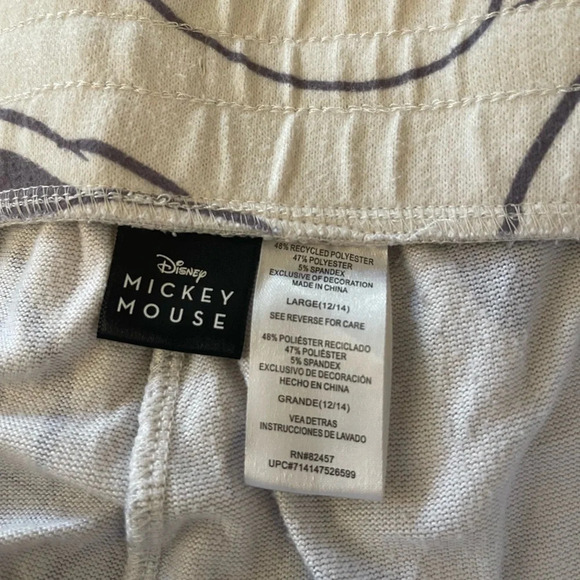 Disney
MICKEY
MOUSE
48% RECYCLED POLYESTER
47% POLYESTER
5% SPANDEX
EXCLUSIVE OF DECORATION
MADE IN CHINA
LARGE(12/14)
SEE REVERSE FOR CARE
48% POLIÉSTER RECICLADO
47% POLIÉSTER
5% SPANDEX
EXCLUSIVO DE DECORACIÓN
HECHO EN CHINA
GRANDE(12/14)
VEA DETRAS
INSTRUCCIONES DE LAVADO
RN#82457
UPC#714147526599